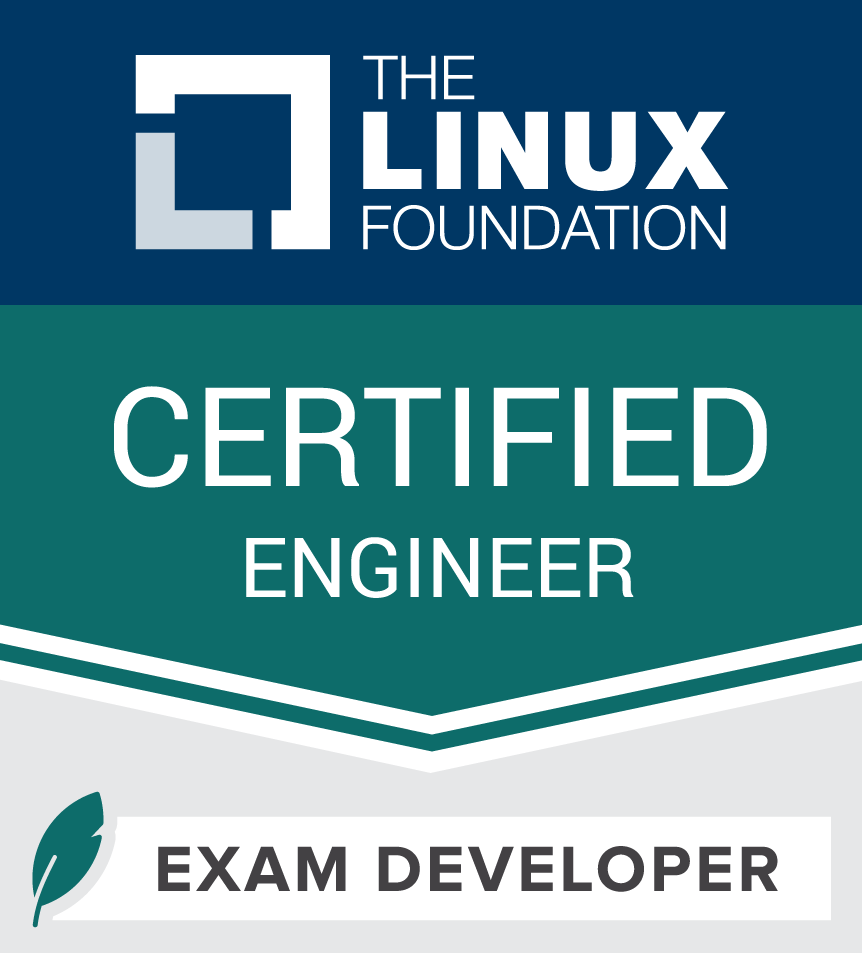 THE
LINUX
FOUNDATION
CERTIFIED
ENGINEER
EXAM DEVELOPER